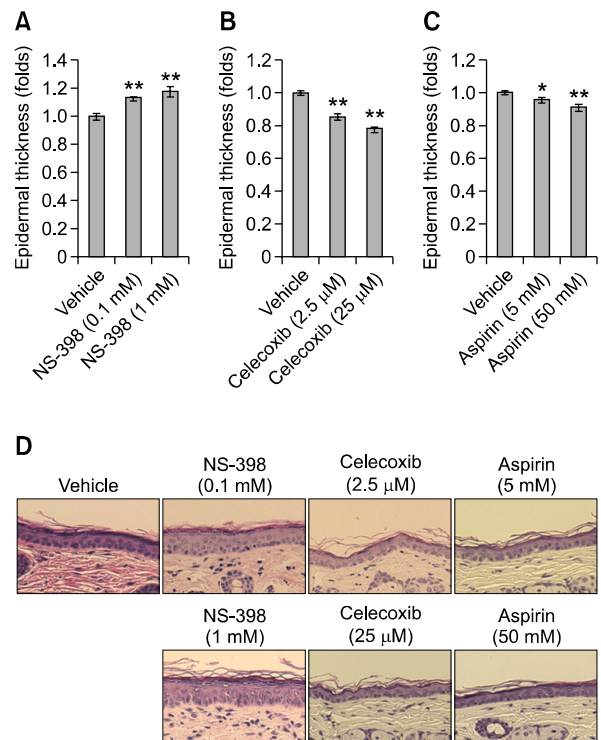 A
Epidermal thickness (folds)
1.4
1.2
1.0
0.8
0.6
0.4
0.2
0
**
**
Vehicle
NS-398 (0.1 mM)
NS-398 (1 mM)
B
Epidermal thickness (folds)
1.2
1.0
0.8
0.6
0.4
0.2
0
**
**
Vehicle
Celecoxib (2.5 μM)
Celecoxib (25 μM)
C
Epidermal thickness (folds)
1.2
1.0
0.8
0.6
0.4
0.2
0
*
**
Vehicle
Aspirin (5 mM)
Aspirin (50 mM)
D
Vehicle
NS-398
(0.1 mM)
Celecoxib
(2.5 μM)
Aspirin
(5 mM)
NS-398
(1 mM)
Celecoxib
(25 μM)
Aspirin
(50 mM)